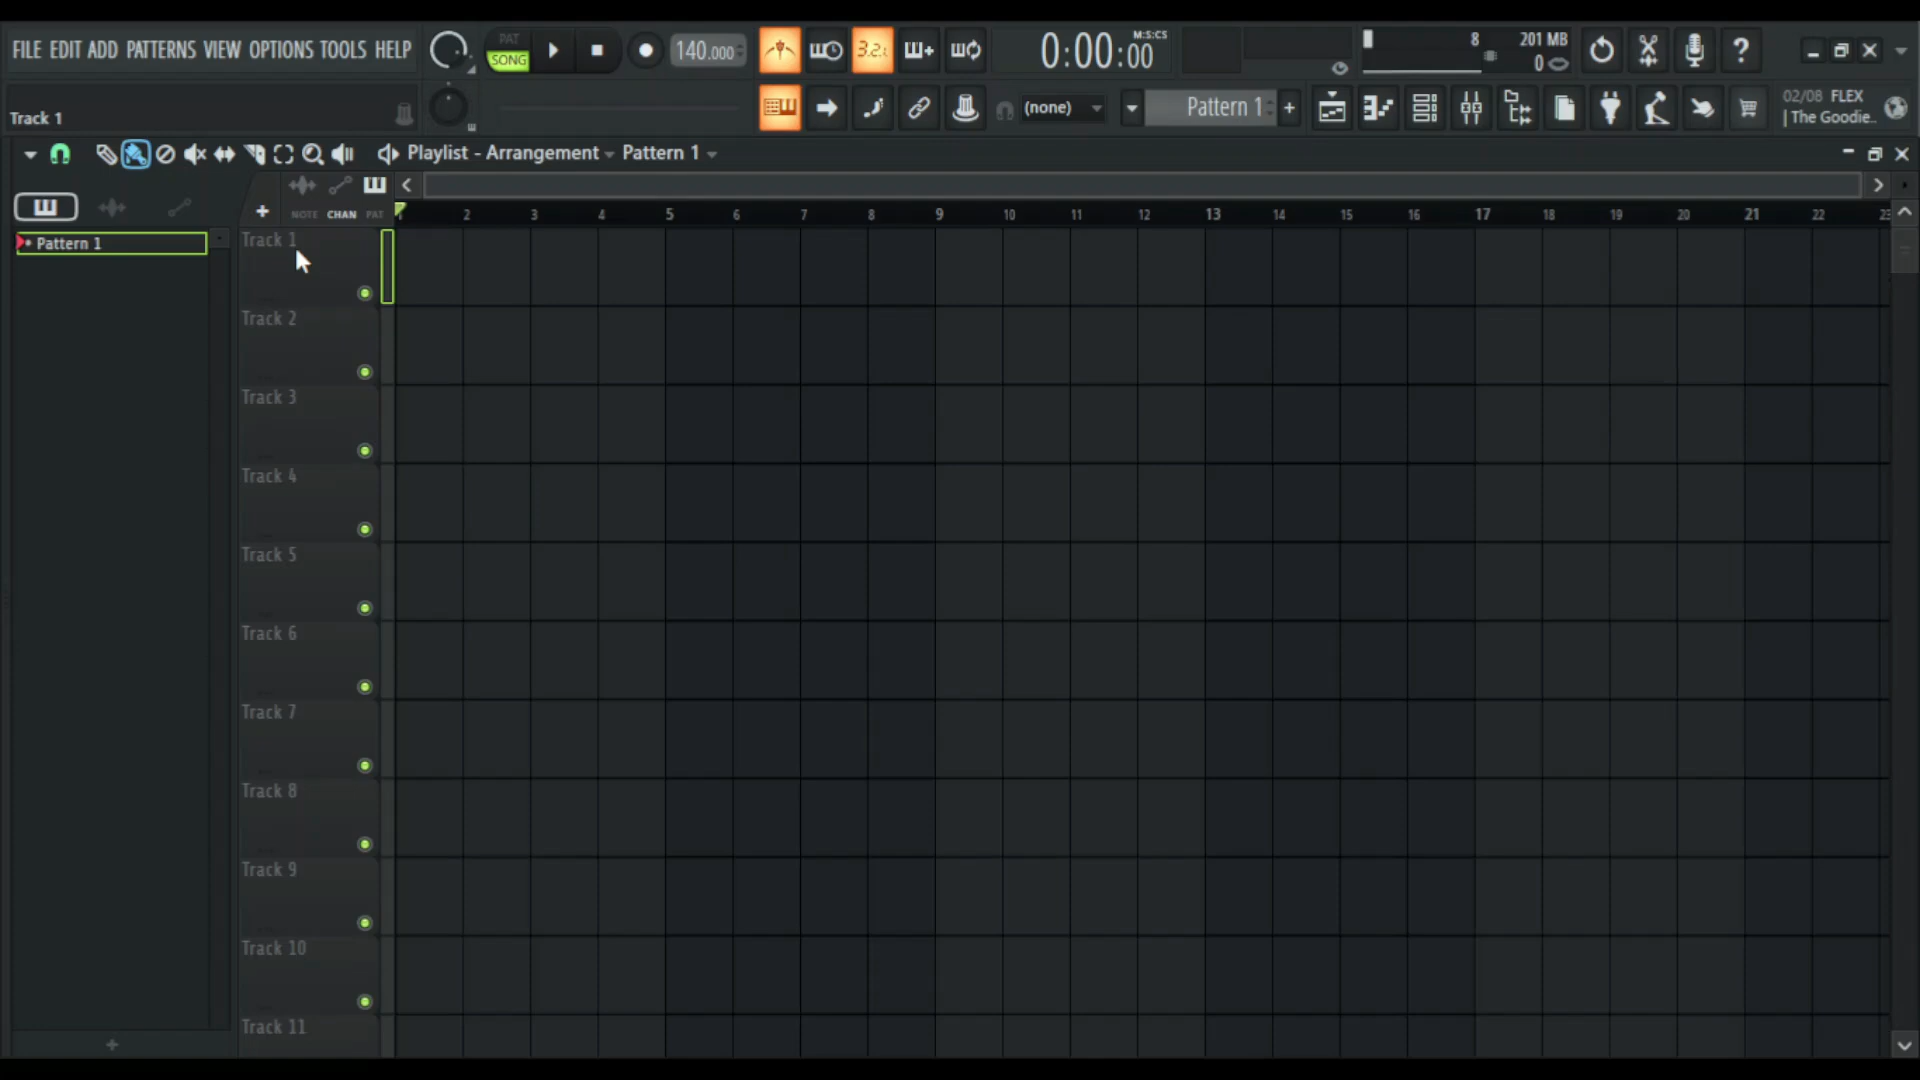 FILE EDIT ADD PATTERNS VIEW OPTIONS TOOLS HELP
PAT
SONG
140.000
3.2.
0:00:00
M:S:CS
8
201 MB
0
Track 1
(none)
Pattern 1
02/08 FLEX
| The Goodie..
Playlist - Arrangement
Pattern 1
NOTE CHAN PAT
1 2 3 4 5 6 7 8 9 10 11 12 13 14 15 16 17 18 19 20 21 22 23
Pattern 1
Track 1
Track 2
Track 3
Track 4
Track 5
Track 6
Track 7
Track 8
Track 9
Track 10
Track 11